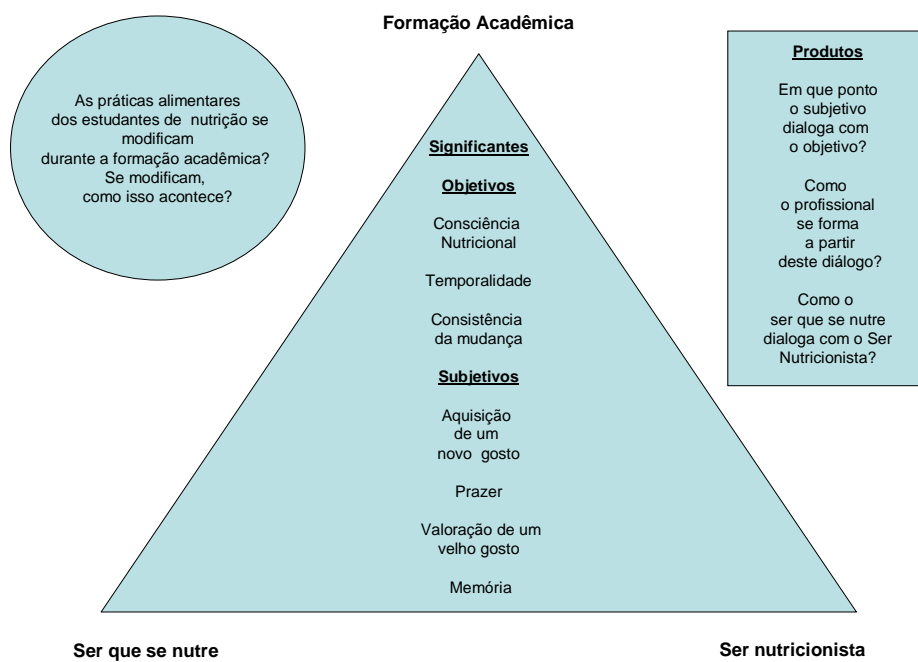 Formação Acadêmica
As práticas alimentares
dos estudantes de nutrição se
modificam
durante a formação acadêmica?
Se modificam,
como isso acontece?
Significantes
Objetivos
Consciência
Nutricional
Temporalidade
Consistência
da mudança
Subjetivos
Aquisição
de um
novo gosto
Prazer
Valoração de um
velho gosto
Memória
Produtos
Em que ponto
o subjetivo
dialoga com
o objetivo?
Como
o profissional
se forma
a partir
deste diálogo?
Como o
ser que se nutre
dialoga com o Ser
Nutricionista?
Ser que se nutre
Ser nutricionista